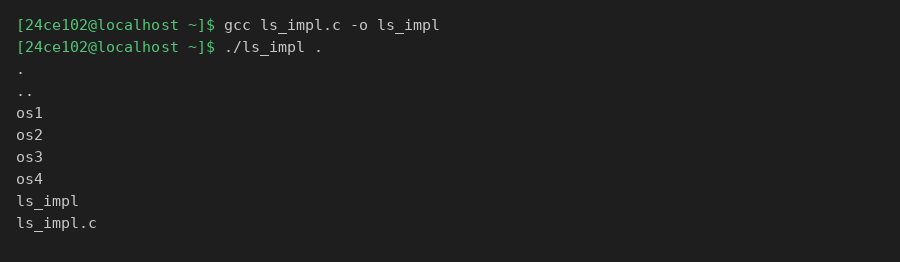 [24ce102@localhost ~]$ gcc ls_impl.c -o ls_impl
[24ce102@localhost ~]$ ./ls_impl .
.
..
os1
os2
os3
os4
ls_impl
ls_impl.c